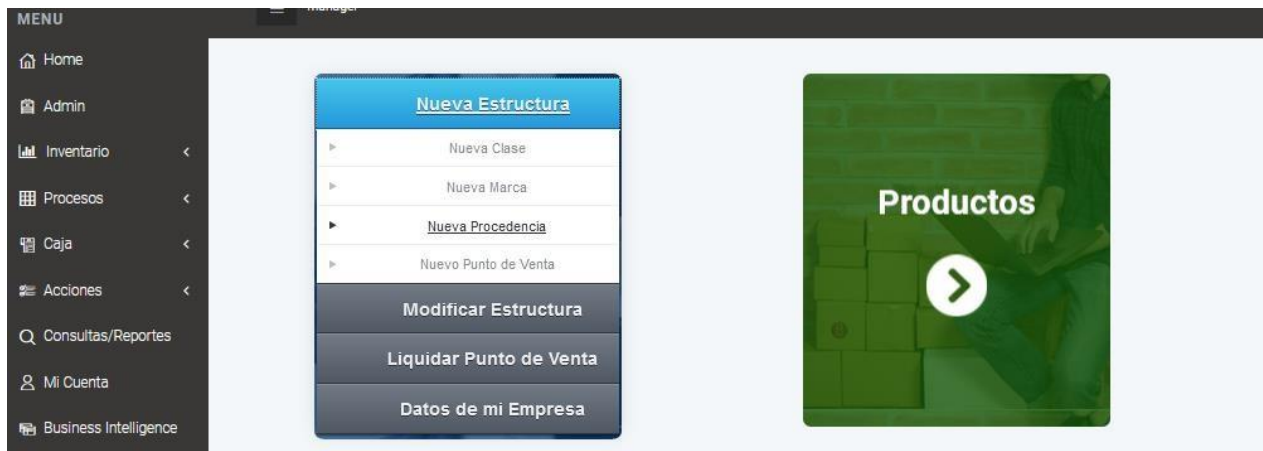 MENU
manager
Home
Admin
Inventario
Procesos
Caja
Acciones
Consultas/Reportes
Mi Cuenta
Business Intelligence
Nueva Estructura
Nueva Clase
Nueva Marca
Nueva Procedencia
Nuevo Punto de Venta
Modificar Estructura
Liquidar Punto de Venta
Datos de mi Empresa
Productos